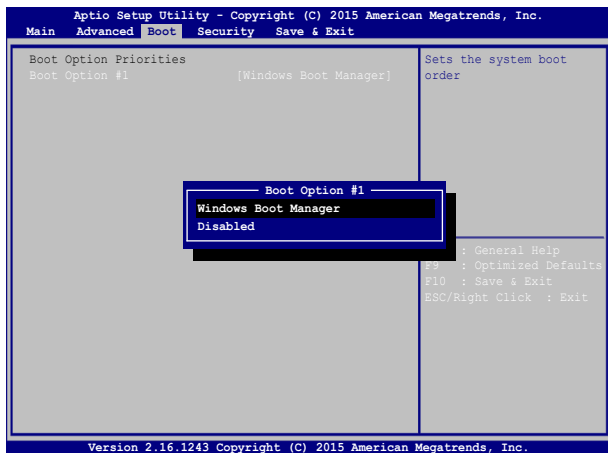 Aptio Setup Utility - Copyright (C) 2015 American Megatrends, Inc.
Main Advanced Boot Security Save & Exit
Boot Option Priorities
Boot Option #1 [Windows Boot Manager]
Sets the system boot
order
Boot Option #1
Windows Boot Manager
Disabled
: General Help
F9 : Optimized Defaults
F10 : Save & Exit
ESC/Right Click : Exit
Version 2.16.1243 Copyright (C) 2015 American Megatrends, Inc.